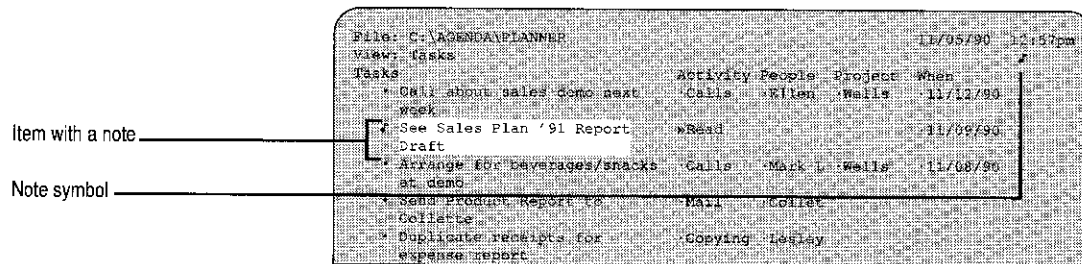 File: C:\AGENDA\PLANNER 11/05/90 12:57pm
View: Tasks ♪
Tasks Activity People Project When
• Call about sales demo next week ·Calls ·Ellen ·Wells ·11/12/90
Item with a note
♪ See Sales Plan '91 Report Draft »Read ·11/09/90
• Arrange for beverages/snacks at demo ·Calls ·Mark L ·Wells ·11/08/90
Note symbol
• Send Product Report to Collette ·Mail ·Collet
• Duplicate receipts for expense report ·Copying ·Lesley